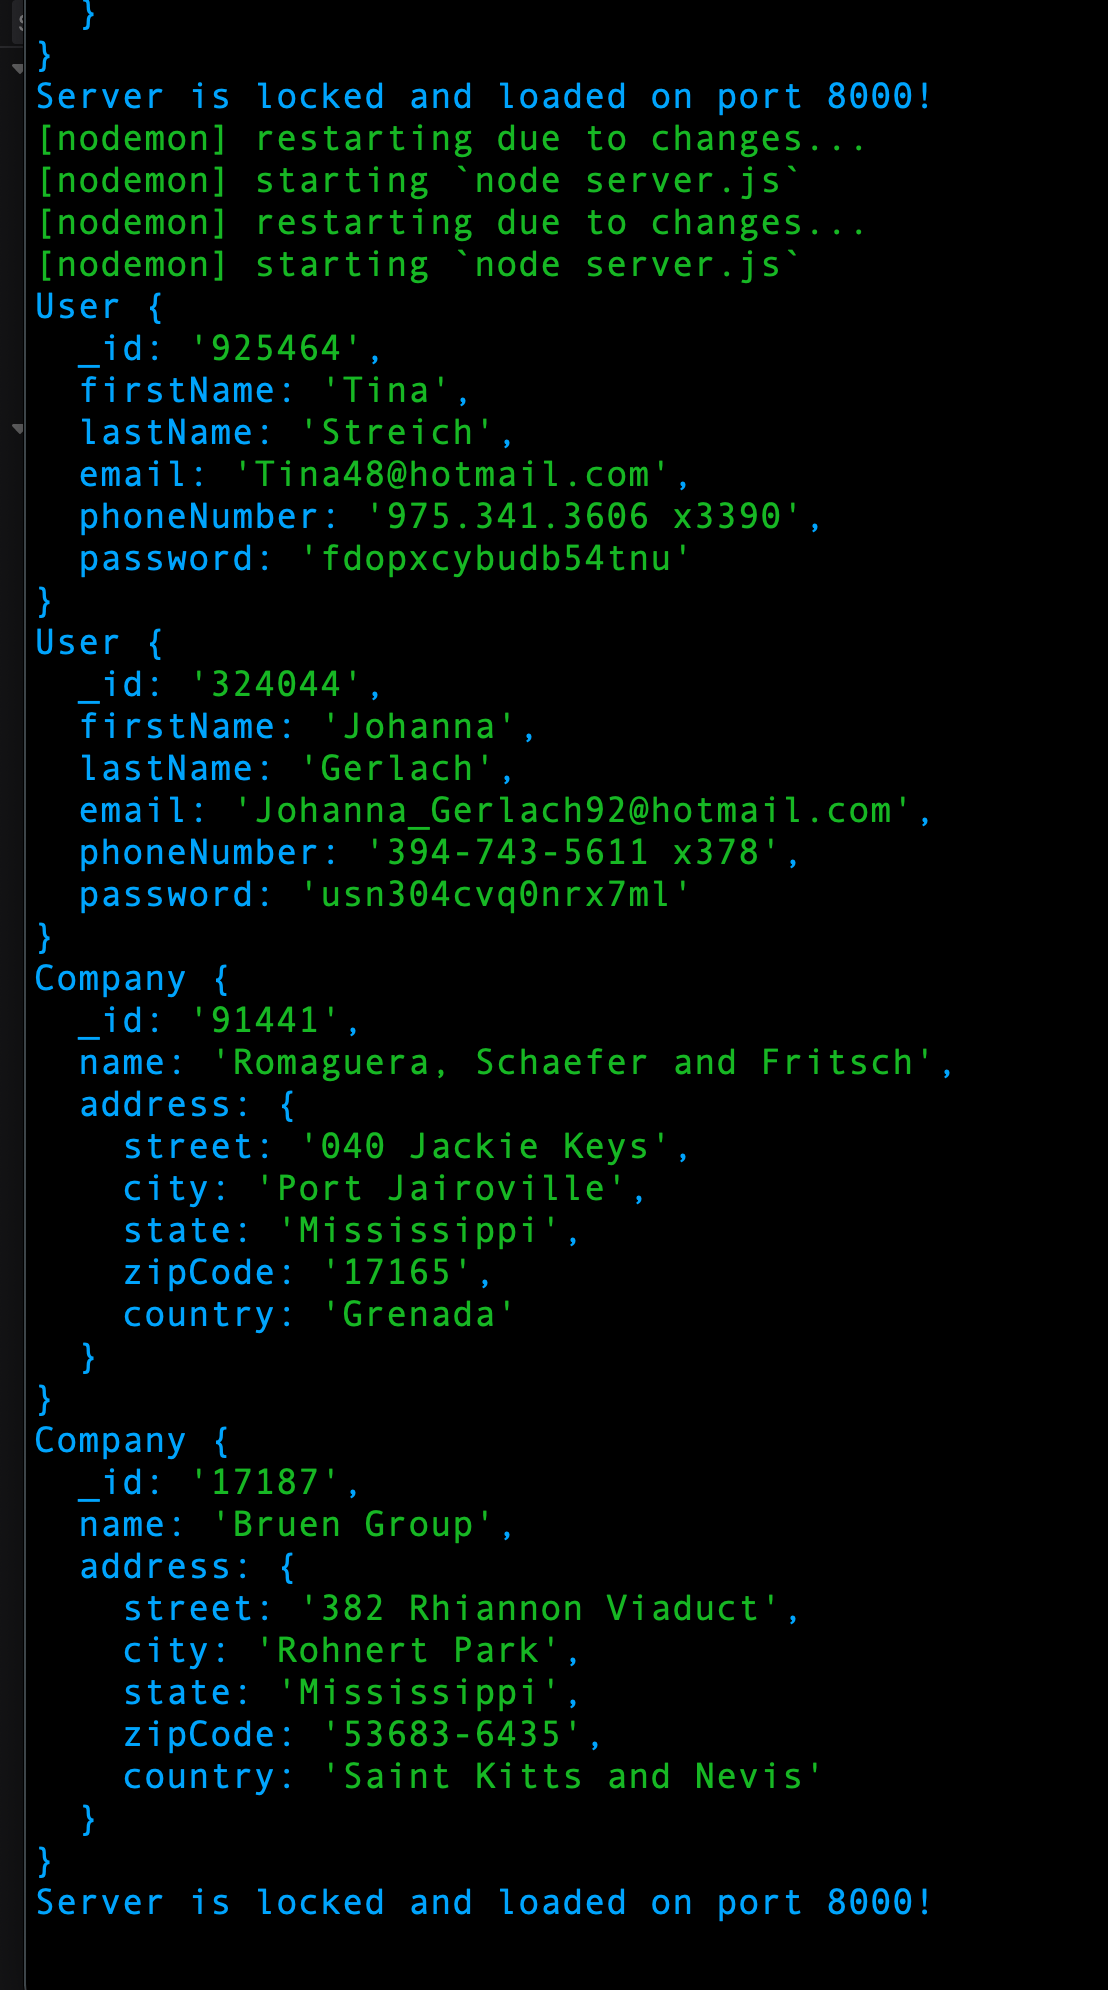 }
}
Server is locked and loaded on port 8000!
[nodemon] restarting due to changes...
[nodemon] starting `node server.js`
[nodemon] restarting due to changes...
[nodemon] starting `node server.js`
User {
  _id: '925464',
  firstName: 'Tina',
  lastName: 'Streich',
  email: 'Tina48@hotmail.com',
  phoneNumber: '975.341.3606 x3390',
  password: 'fdopxcybudb54tnu'
}
User {
  _id: '324044',
  firstName: 'Johanna',
  lastName: 'Gerlach',
  email: 'Johanna_Gerlach92@hotmail.com',
  phoneNumber: '394-743-5611 x378',
  password: 'usn304cvq0nrx7ml'
}
Company {
  _id: '91441',
  name: 'Romaguera, Schaefer and Fritsch',
  address: {
    street: '040 Jackie Keys',
    city: 'Port Jairoville',
    state: 'Mississippi',
    zipCode: '17165',
    country: 'Grenada'
  }
}
Company {
  _id: '17187',
  name: 'Bruen Group',
  address: {
    street: '382 Rhiannon Viaduct',
    city: 'Rohnert Park',
    state: 'Mississippi',
    zipCode: '53683-6435',
    country: 'Saint Kitts and Nevis'
  }
}
Server is locked and loaded on port 8000!